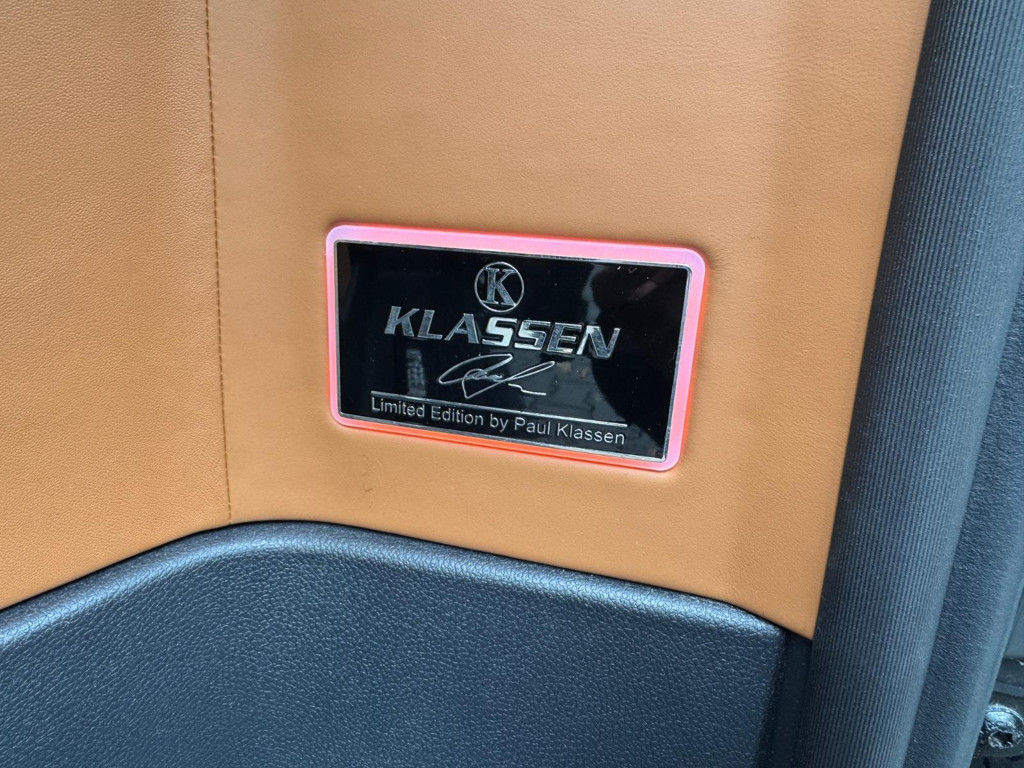 K
KLASSEN
Limited Edition by Paul Klassen